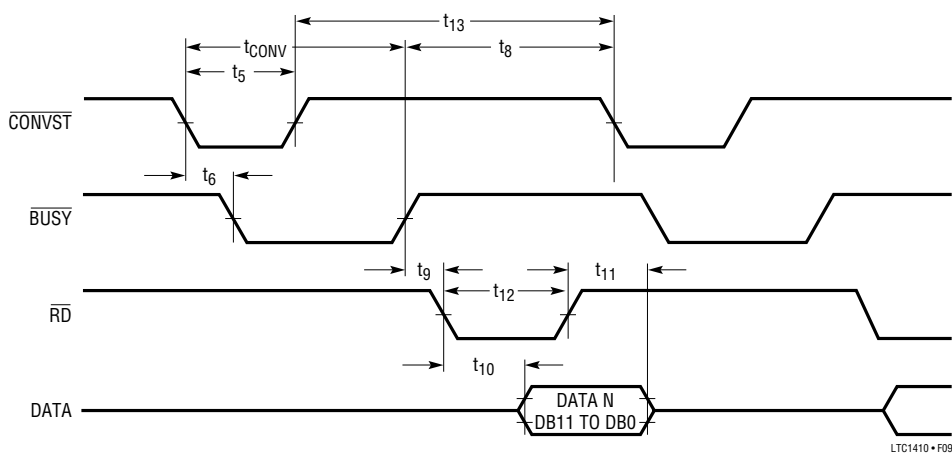 t13
tCONV
t8
t5
CONVST
t6
BUSY
t9
t11
t12
RD
t10
DATA
DATA N
DB11 TO DB0
LTC1410 • F09